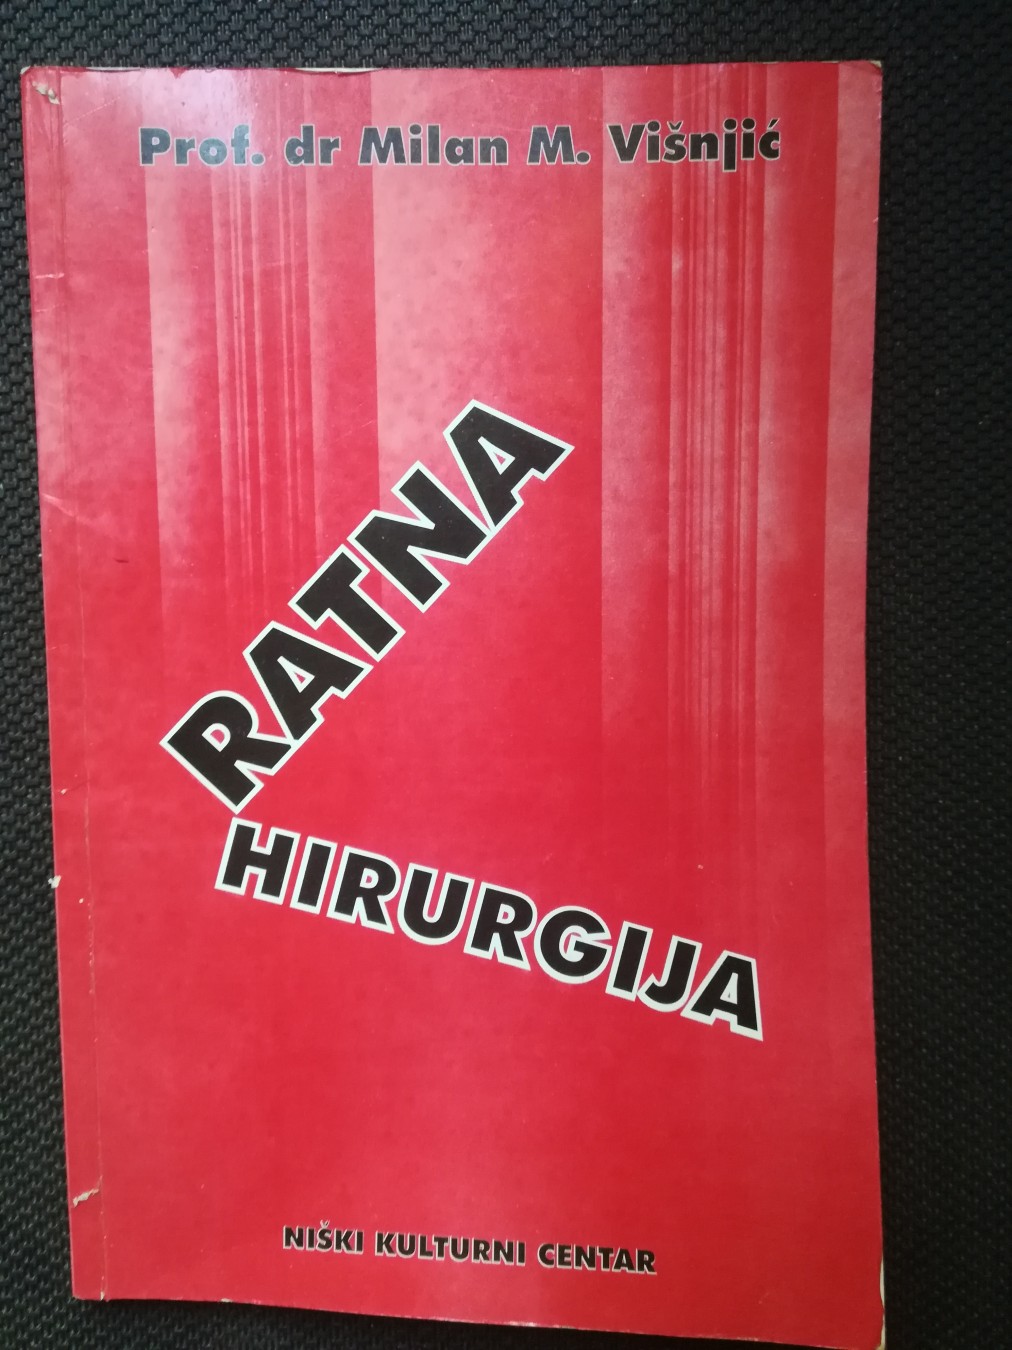 Prof. dr Milan M. Višnjić
RATNA
HIRURGIJA
NIŠKI KULTURNI CENTAR